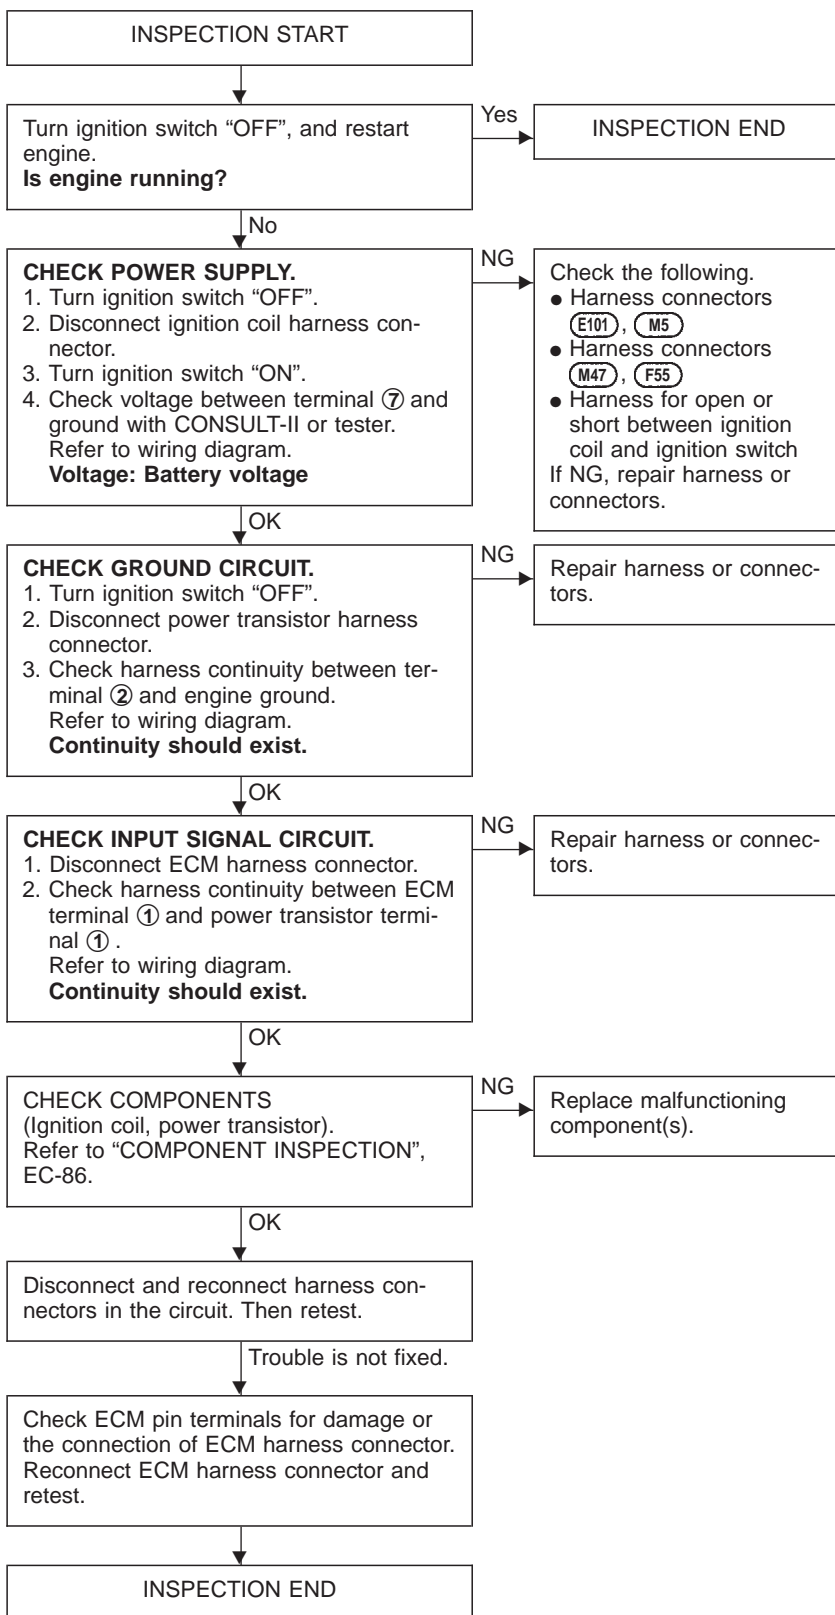 INSPECTION START
Turn ignition switch “OFF”, and restart
engine.
Is engine running?
Yes
INSPECTION END
No
CHECK POWER SUPPLY.
1. Turn ignition switch “OFF”.
2. Disconnect ignition coil harness con-
nector.
3. Turn ignition switch “ON”.
4. Check voltage between terminal ⑦ and
ground with CONSULT-II or tester.
Refer to wiring diagram.
Voltage: Battery voltage
NG
Check the following.
● Harness connectors
E101, M5
● Harness connectors
M47, F55
● Harness for open or
short between ignition
coil and ignition switch
If NG, repair harness or
connectors.
OK
CHECK GROUND CIRCUIT.
1. Turn ignition switch “OFF”.
2. Disconnect power transistor harness
connector.
3. Check harness continuity between ter-
minal ② and engine ground.
Refer to wiring diagram.
Continuity should exist.
NG
Repair harness or connec-
tors.
OK
CHECK INPUT SIGNAL CIRCUIT.
1. Disconnect ECM harness connector.
2. Check harness continuity between ECM
terminal ① and power transistor termi-
nal ① .
Refer to wiring diagram.
Continuity should exist.
NG
Repair harness or connec-
tors.
OK
CHECK COMPONENTS
(Ignition coil, power transistor).
Refer to “COMPONENT INSPECTION”,
EC-86.
NG
Replace malfunctioning
component(s).
OK
Disconnect and reconnect harness con-
nectors in the circuit. Then retest.
Trouble is not fixed.
Check ECM pin terminals for damage or
the connection of ECM harness connector.
Reconnect ECM harness connector and
retest.
INSPECTION END